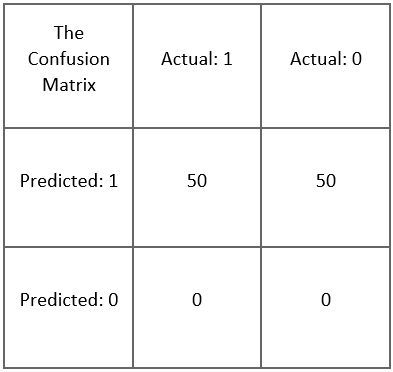 The
Confusion
Matrix
Actual: 1
Actual: 0
Predicted: 1
50
50
Predicted: 0
0
0